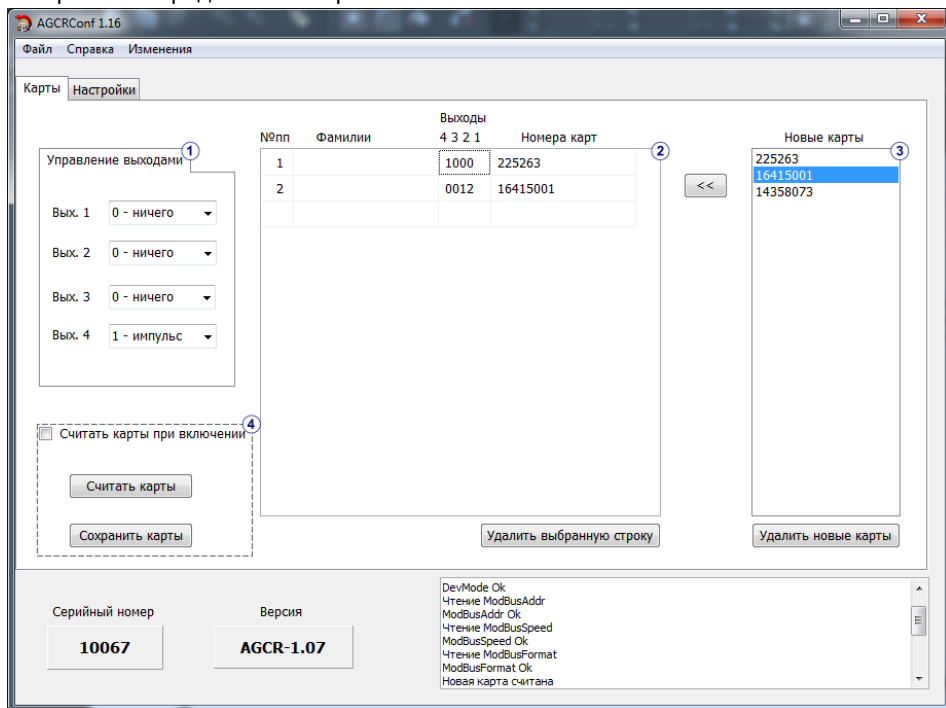 AGCRConf 1.16
Файл Справка Изменения
Карты Настройки
Выходы
№пп Фамилии 4 3 2 1 Номера карт
Новые карты
Управление выходами 1
2
3
1 1000 225263
2 0012 16415001
<<
225263
16415001
14358073
Вых. 1 0 - ничего
Вых. 2 0 - ничего
Вых. 3 0 - ничего
Вых. 4 1 - импульс
4
Считать карты при включении
Считать карты
Сохранить карты
Удалить выбранную строку
Удалить новые карты
Серийный номер
10067
Версия
AGCR-1.07
DevMode Ok
Чтение ModBusAddr
ModBusAddr Ok
Чтение ModBusSpeed
ModBusSpeed Ok
Чтение ModBusFormat
ModBusFormat Ok
Новая карта считана